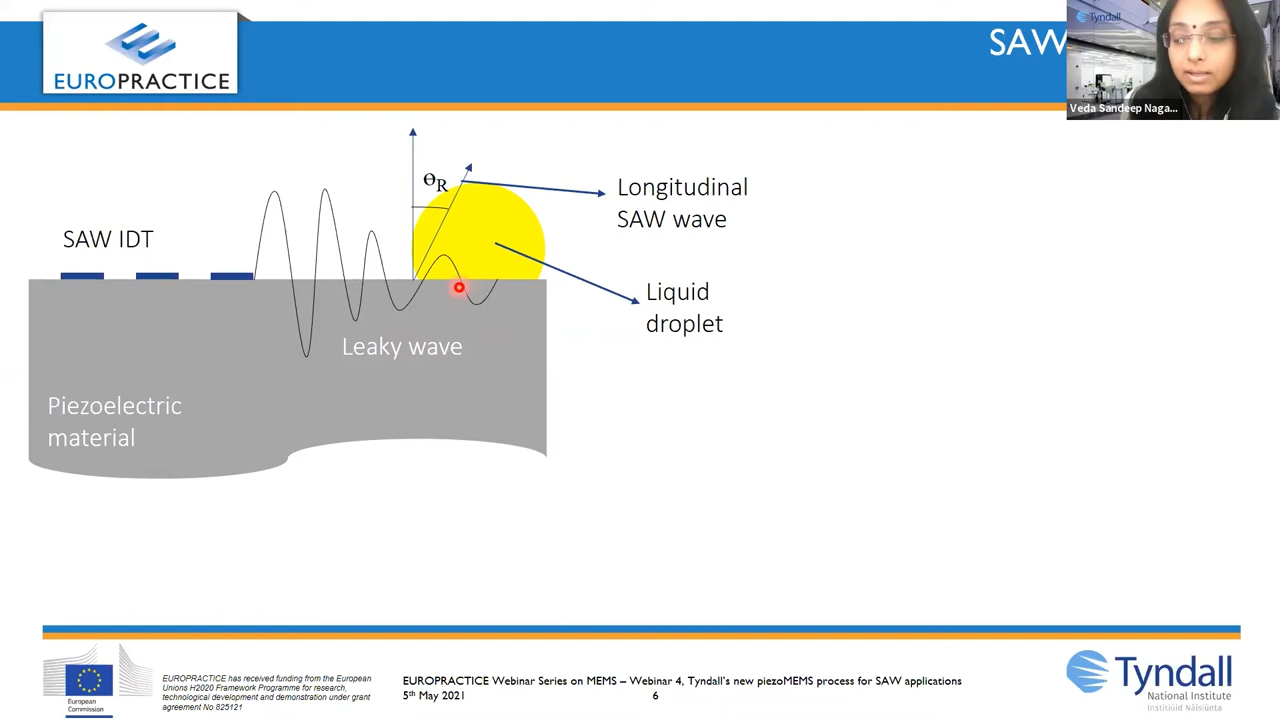 SAW
Tyndall
Veda Sandeep Naga...
EUROPRACTICE
ΘR
Longitudinal
SAW wave
SAW IDT
Liquid
droplet
Leaky wave
Piezoelectric
material
European
Commission
EUROPRACTICE has received funding from the European
Unions H2020 Framework Programme for research,
technological development and demonstration under grant
agreement No 825121
EUROPRACTICE Webinar Series on MEMS – Webinar 4, Tyndall's new piezoMEMS process for SAW applications
5th May 2021
6
Tyndall
National Institute
Institiúid Náisiúnta